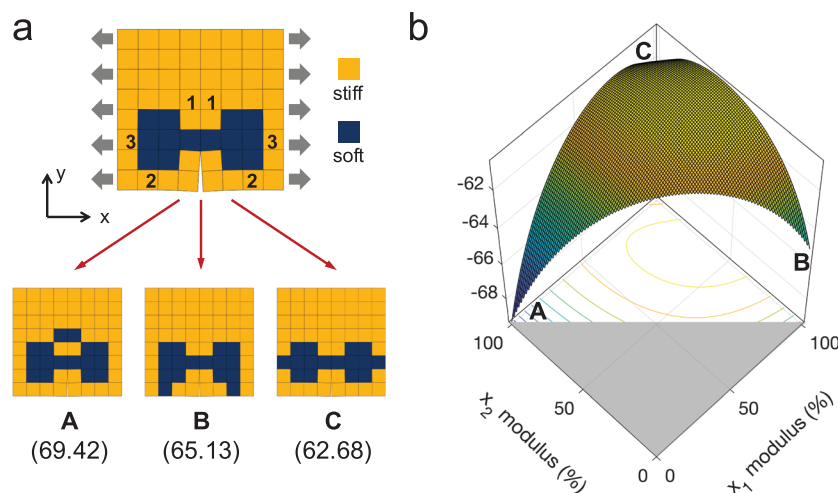 a
b
stiff
soft
1 1
3 3
2 2
y
x
A
(69.42)
B
(65.13)
C
(62.68)
C
-62
-64
-66
-68
B
A
100
100
50
50
0 0
x2 modulus (%)
x1 modulus (%)